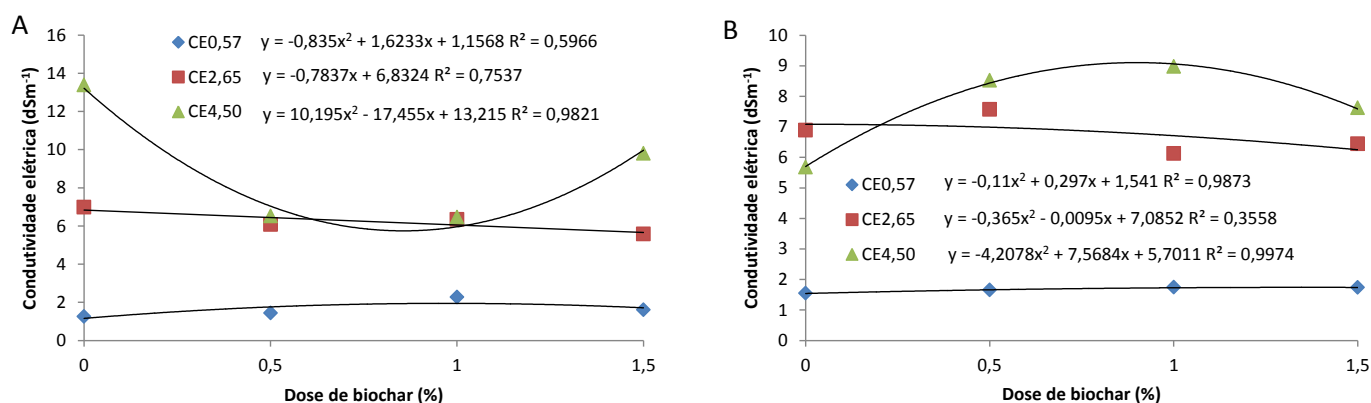 A
CE0,57 y = -0,835x² + 1,6233x + 1,1568 R² = 0,5966
CE2,65 y = -0,7837x + 6,8324 R² = 0,7537
CE4,50 y = 10,195x² - 17,455x + 13,215 R² = 0,9821
Condutividade elétrica (dSm⁻¹)
16
14
12
10
8
6
4
2
0
0 0,5 1 1,5
Dose de biochar (%)
B
CE0,57 y = -0,11x² + 0,297x + 1,541 R² = 0,9873
CE2,65 y = -0,365x² - 0,0095x + 7,0852 R² = 0,3558
CE4,50 y = -4,2078x² + 7,5684x + 5,7011 R² = 0,9974
Condutividade elétrica (dSm⁻¹)
10
9
8
7
6
5
4
3
2
1
0
0 0,5 1 1,5
Dose de biochar (%)